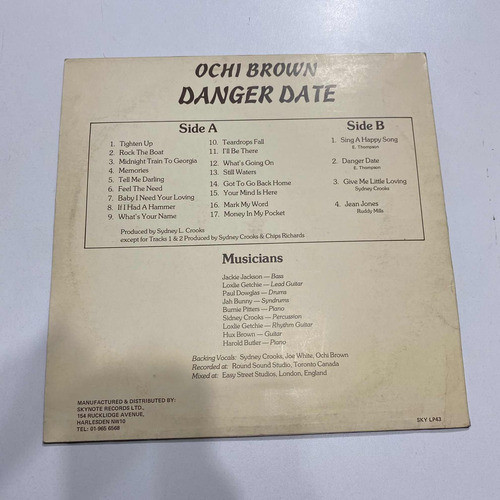 OCHI BROWN
DANGER DATE
Side A
1. Tighten Up
2. Rock The Boat
3. Midnight Train To Georgia
4. Memories
5. Tell Me Darling
6. Feel The Need
7. Baby I Need Your Loving
8. If I Had A Hammer
9. What's Your Name
10. Teardrops Fall
11. I'll Be There
12. What's Going On
13. Still Waters
14. Got To Go Back Home
15. Your Mind Is Here
16. Mark My Word
17. Money In My Pocket
Produced by Sydney L. Crooks
except for Tracks 1 & 2 Produced by Sydney Crooks & Chips Richards
Side B
1. Sing A Happy Song
E. Thompson
2. Danger Date
E. Thompson
3. Give Me Little Loving
Sydney Crooks
4. Jean Jones
Ruddy Mills
Musicians
Jackie Jackson — Bass
Loxlie Getchie — Lead Guitar
Paul Dowglas — Drums
Jah Bunny — Syndrums
Burnie Pitters — Piano
Sidney Crooks — Percussion
Loxlie Getchie — Rhythm Guitar
Hux Brown — Guitar
Harold Butler — Piano
Backing Vocals: Sydney Crooks, Joe White, Ochi Brown
Recorded at: Round Sound Studio, Toronto Canada
Mixed at: Easy Street Studios, London, England
MANUFACTURED & DISTRIBUTED BY:
SKYNOTE RECORDS LTD.,
154 RUCKLIDGE AVENUE,
HARLESDEN NW10
TEL: 01-965 6568
SKY LP43